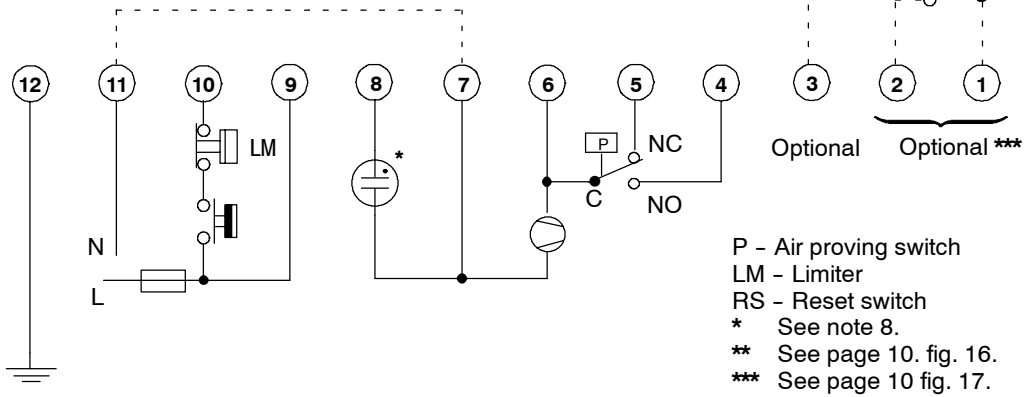 12 11 10 9 8 7 6 5 4 3 2 1
LM
*
P
NC
C
NO
Optional
Optional ***
N
L
P - Air proving switch
LM - Limiter
RS - Reset switch
* See note 8.
** See page 10. fig. 16.
*** See page 10 fig. 17.